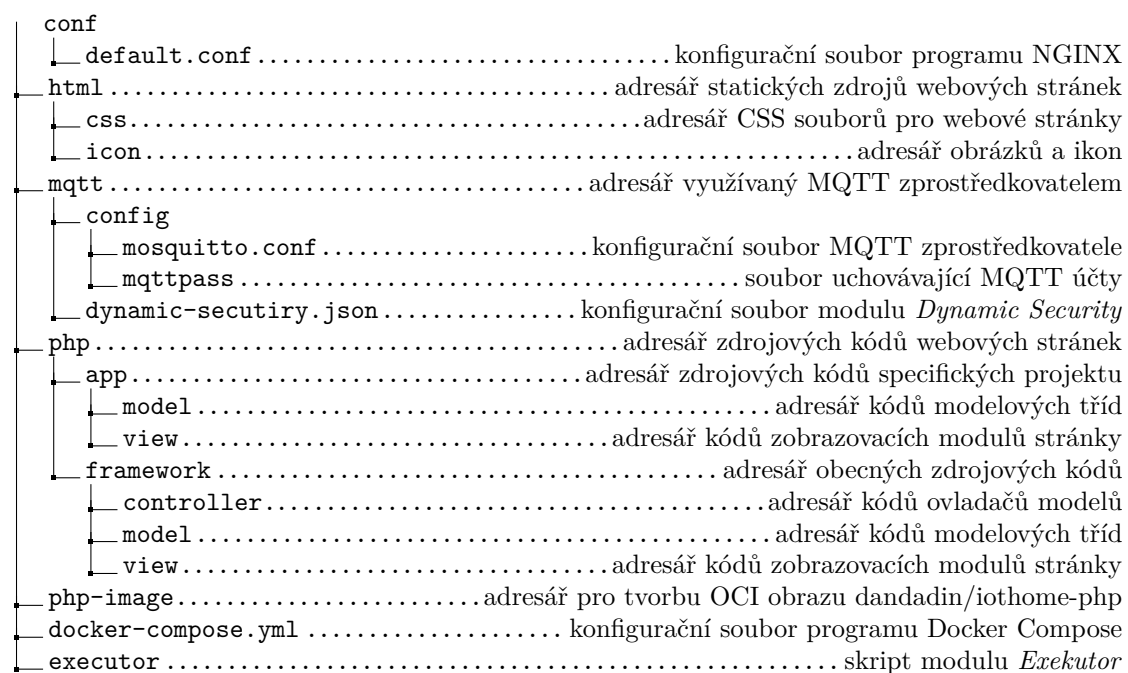 conf
default.conf ................................... konfigurační soubor programu NGINX
html ......................................... adresář statických zdrojů webových stránek
css .......................................... adresář CSS souborů pro webové stránky
icon .......................................................... adresář obrázků a ikon
mqtt ....................................... adresář využívaný MQTT zprostředkovatelem
config
mosquitto.conf ...................... konfigurační soubor MQTT zprostředkovatele
mqttpass ......................................... soubor uchovávající MQTT účty
dynamic-secutiry.json ................ konfigurační soubor modulu Dynamic Security
php ........................................... adresář zdrojových kódů webových stránek
app ..................................... adresář zdrojových kódů specifických projektu
model ............................................... adresář kódů modelových tříd
view ................................... adresář kódů zobrazovacích modulů stránky
framework ......................................... adresář obecných zdrojových kódů
controller ......................................... adresář kódů ovladačů modelů
model ............................................... adresář kódů modelových tříd
view ................................... adresář kódů zobrazovacích modulů stránky
php-image ......................... adresář pro tvorbu OCI obrazu dandadin/iothome-php
docker-compose.yml ..................... konfigurační soubor programu Docker Compose
executor ....................................................... skript modulu Exekutor